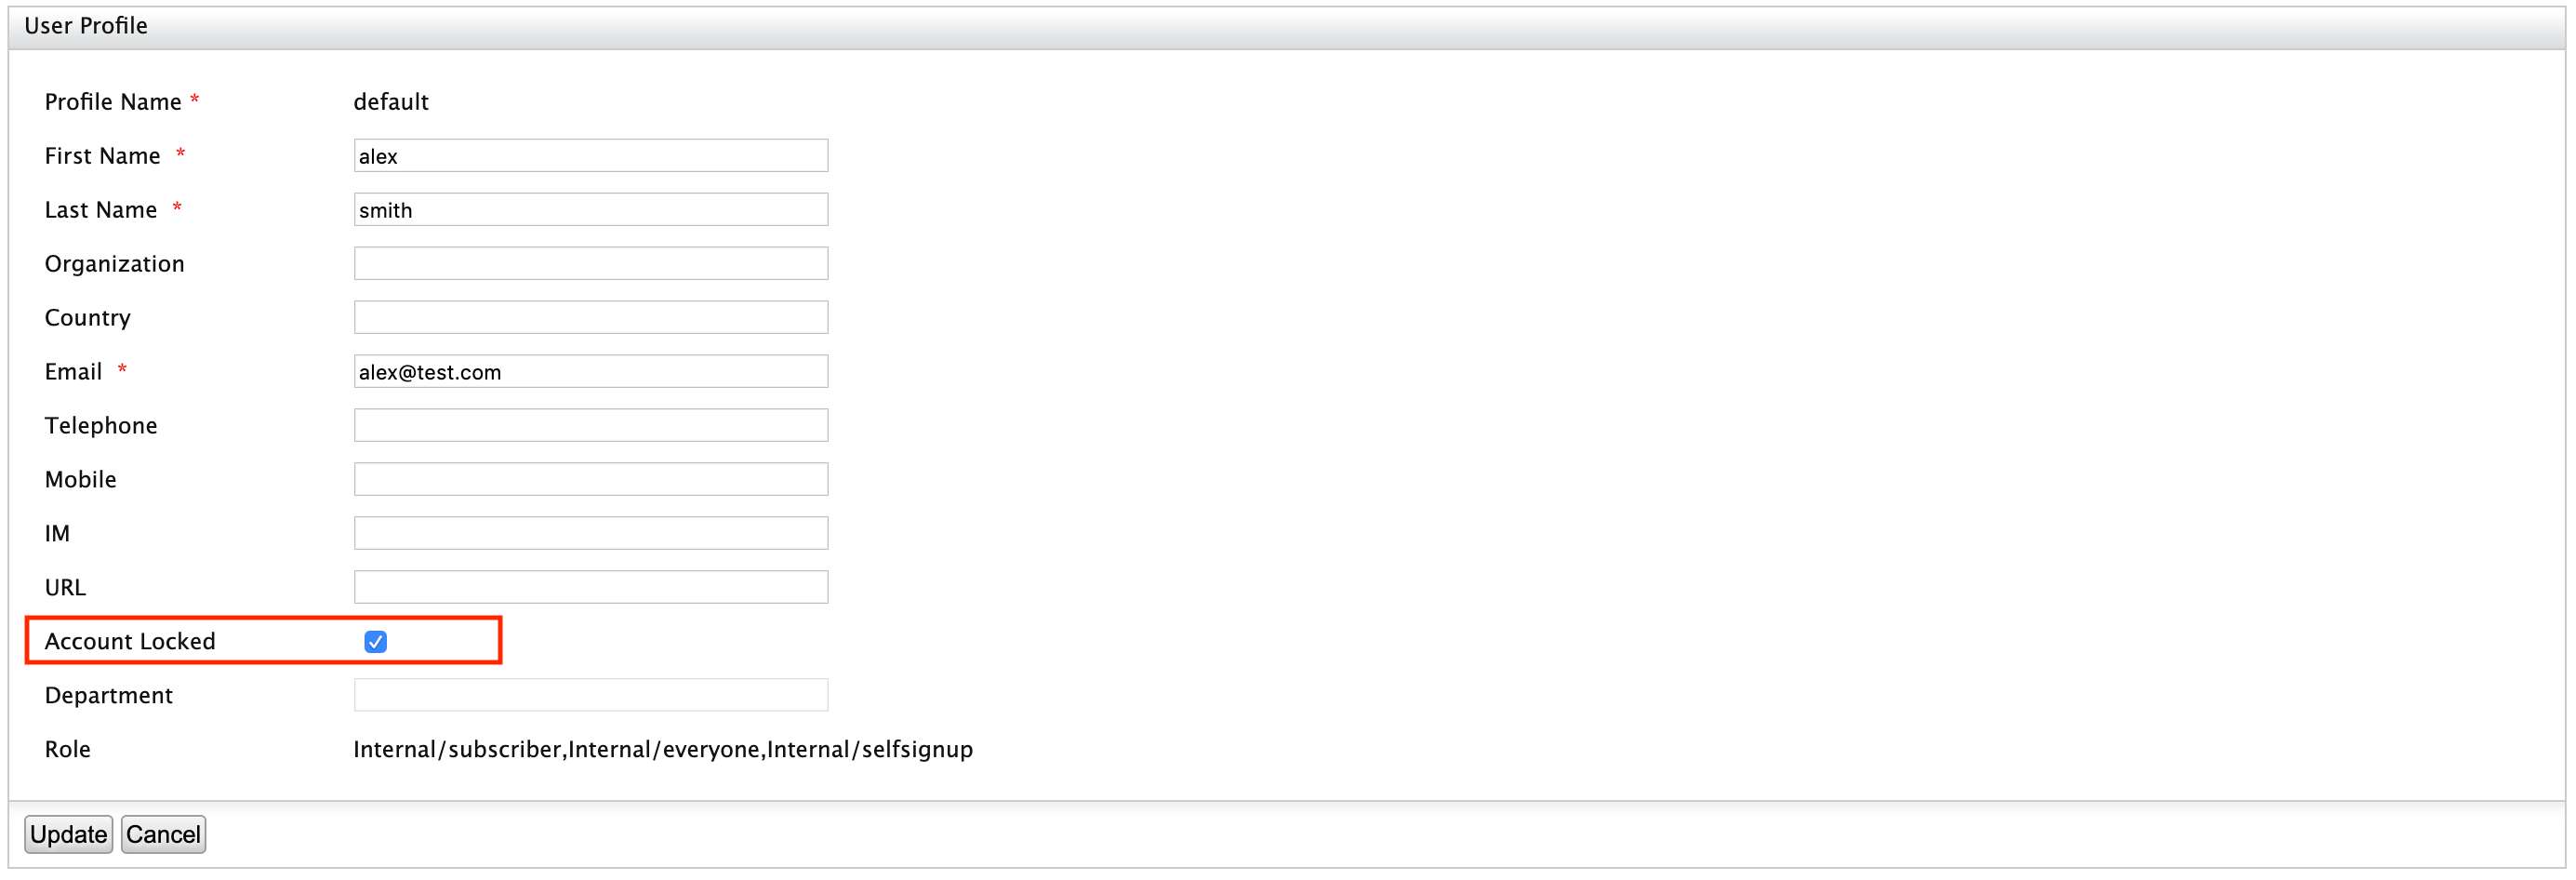 User Profile
Profile Name * default
First Name * alex
Last Name * smith
Organization
Country
Email * alex@test.com
Telephone
Mobile
IM
URL
Account Locked
Department
Role Internal/subscriber,Internal/everyone,Internal/selfsignup
Update Cancel